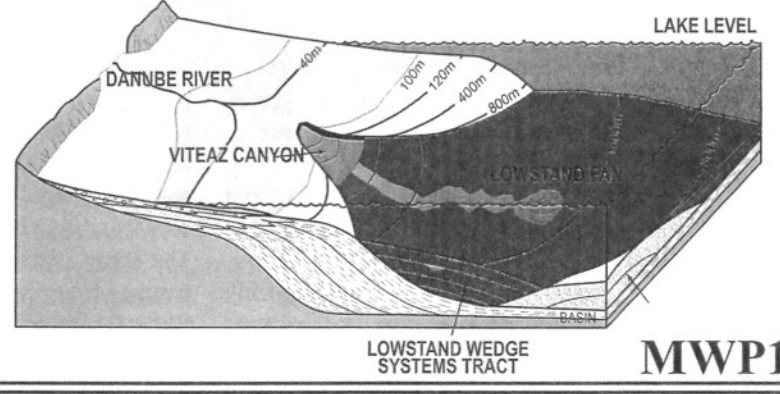 LAKE LEVEL
DANUBE RIVER
40m
100m
120m
400m
800m
VITEAZ CANYON
LOWSTAND FAN
BASIN
LOWSTAND WEDGE
SYSTEMS TRACT
MWP1